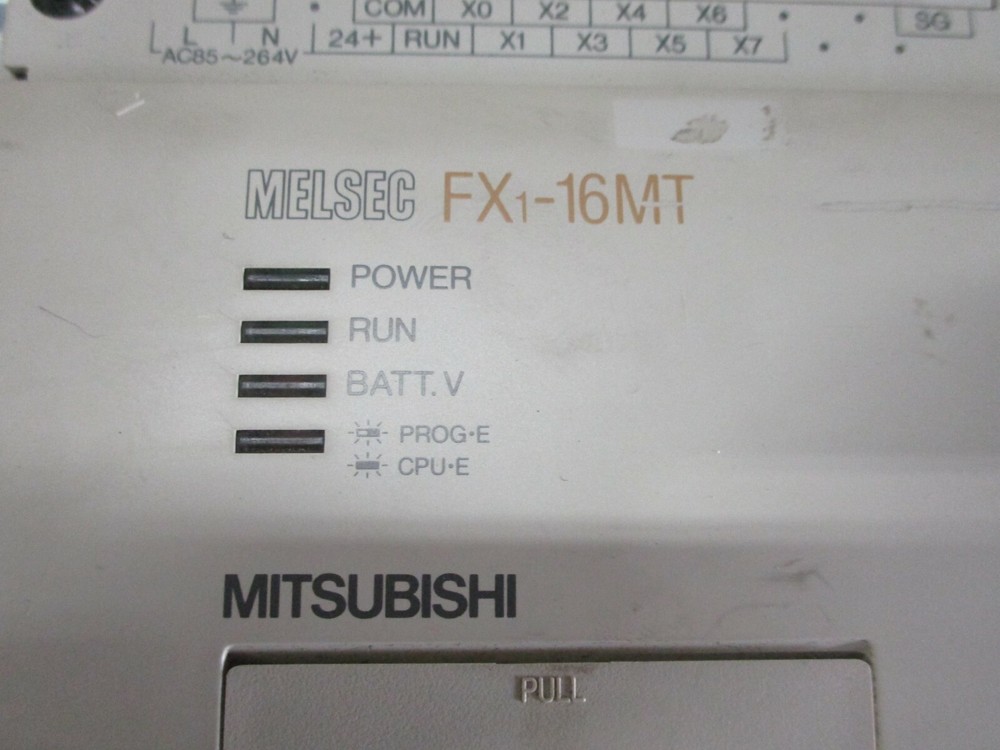 COM X0 X2 X4 X6 SG
L N 24+ RUN X1 X3 X5 X7
AC85~264V
MELSEC FX1-16MT
POWER
RUN
BATT.V
PROG•E
CPU•E
MITSUBISHI
PULL